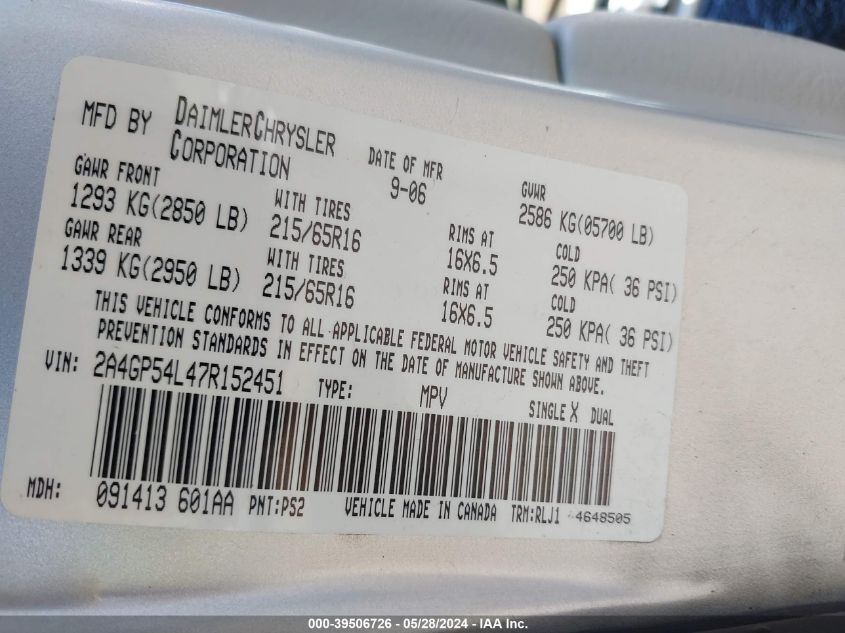 MFD BY DAIMLERCHRYSLER CORPORATION
DATE OF MFR 9-06
GVWR 2586 KG(05700 LB)
GAWR FRONT 1293 KG(2850 LB)
WITH TIRES 215/65R16
RIMS AT 16X6.5
COLD 250 KPA( 36 PSI)
GAWR REAR 1339 KG(2950 LB)
WITH TIRES 215/65R16
RIMS AT 16X6.5
COLD 250 KPA( 36 PSI)
THIS VEHICLE CONFORMS TO ALL APPLICABLE FEDERAL MOTOR VEHICLE SAFETY AND THEFT
PREVENTION STANDARDS IN EFFECT ON THE DATE OF MANUFACTURE SHOWN ABOVE.
VIN: 2A4GP54L47R152451 TYPE: MPV SINGLE X DUAL
MDH: 091413 601AA PNT:PS2 VEHICLE MADE IN CANADA TRM:RLJ1 4648505
000-39506726 - 05/28/2024 - IAA Inc.